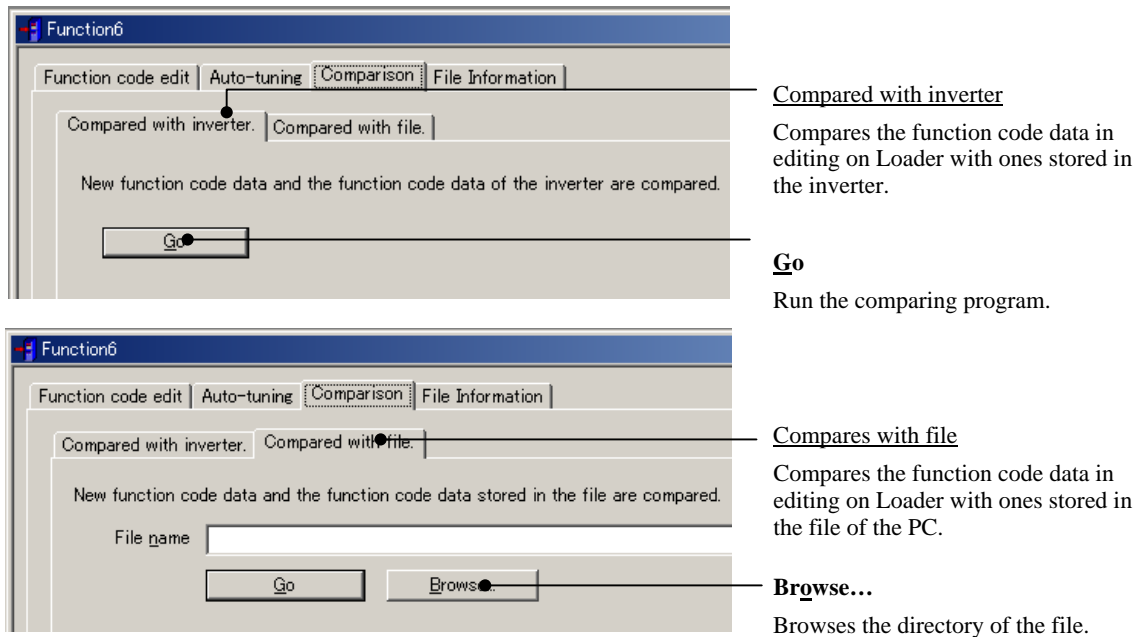 Function6
Function code edit Auto-tuning Comparison File Information
Compared with inverter. Compared with file.
New function code data and the function code data of the inverter are compared.
Go
Compared with inverter
Compares the function code data in
editing on Loader with ones stored in
the inverter.
Go
Run the comparing program.
Function6
Function code edit Auto-tuning Comparison File Information
Compared with inverter. Compared with file.
New function code data and the function code data stored in the file are compared.
File name
Go Browse...
Compares with file
Compares the function code data in
editing on Loader with ones stored in
the file of the PC.
Browse…
Browses the directory of the file.